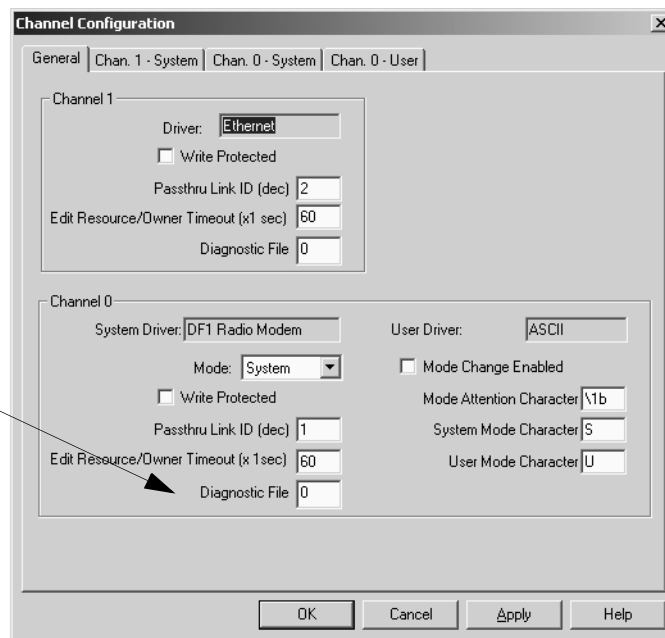 Channel Configuration
General
Chan. 1 - System
Chan. 0 - System
Chan. 0 - User
Channel 1
Driver: Ethernet
Write Protected
Passthru Link ID (dec) 2
Edit Resource/Owner Timeout (x1 sec) 60
Diagnostic File 0
Channel 0
System Driver: DF1 Radio Modem
User Driver: ASCII
Mode: System
Mode Change Enabled
Write Protected
Mode Attention Character \1b
Passthru Link ID (dec) 1
System Mode Character S
Edit Resource/Owner Timeout (x 1sec) 60
User Mode Character U
Diagnostic File 0
OK
Cancel
Apply
Help